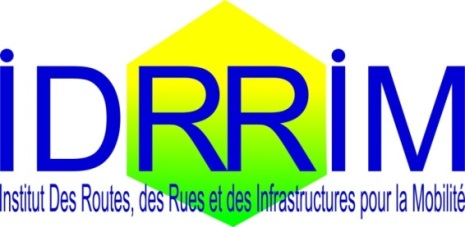 iDRRiM
Institut Des Routes, des Rues et des Infrastructures pour la Mobilité